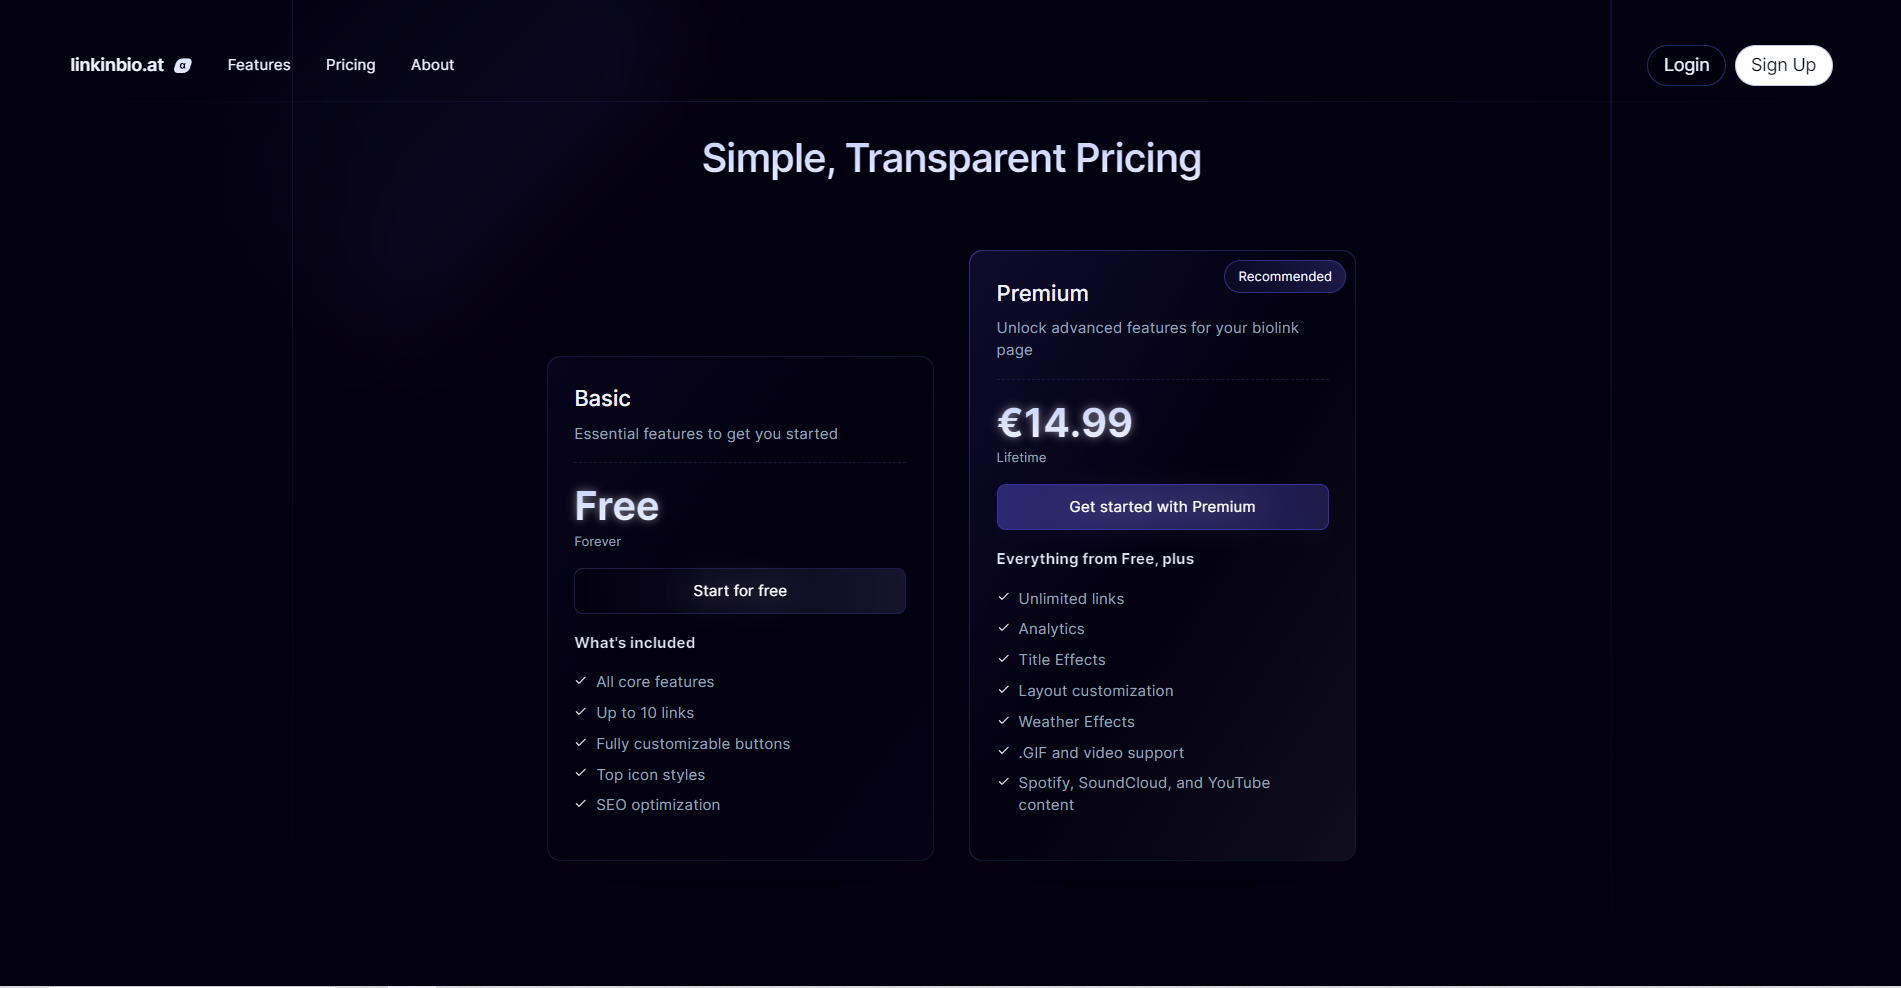 linkinbio.at α Features Pricing About Login Sign Up
Simple, Transparent Pricing
Basic
Essential features to get you started
Free
Forever
Start for free
What's included
All core features
Up to 10 links
Fully customizable buttons
Top icon styles
SEO optimization
Recommended
Premium
Unlock advanced features for your biolink
page
€14.99
Lifetime
Get started with Premium
Everything from Free, plus
Unlimited links
Analytics
Title Effects
Layout customization
Weather Effects
.GIF and video support
Spotify, SoundCloud, and YouTube
content